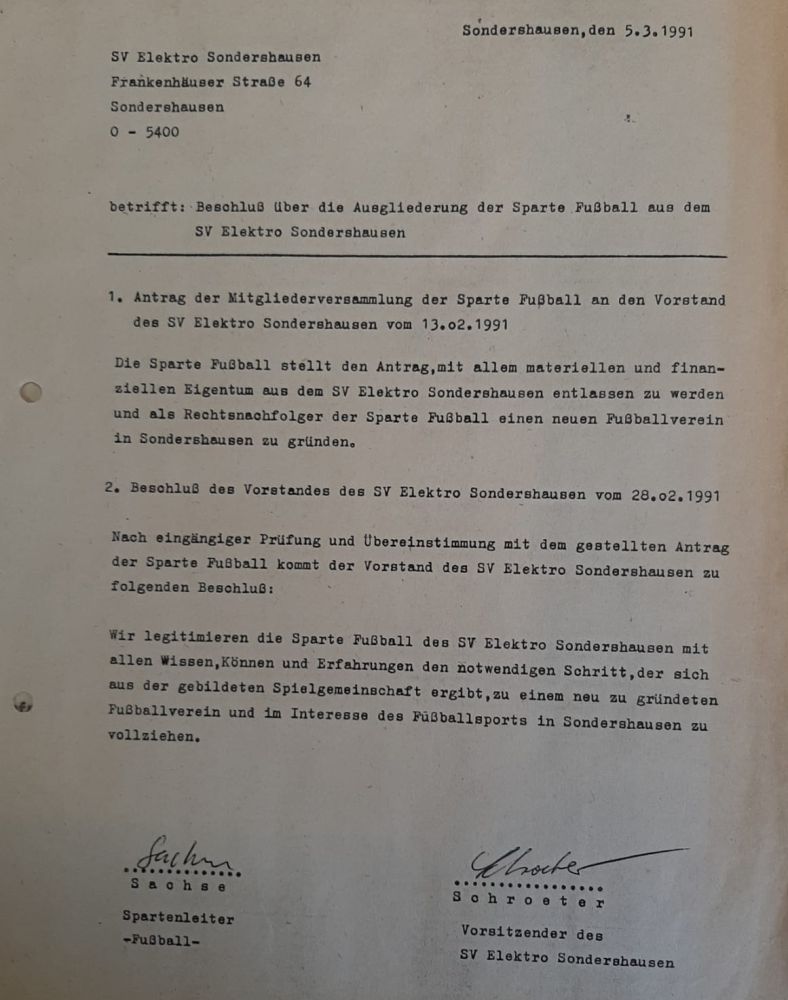 Sondershausen,den 5.3.1991
SV Elektro Sondershausen
Frankenhäuser Straße 64
Sondershausen
O - 5400
betrifft: Beschluß über die Ausgliederung der Sparte Fußball aus dem
SV Elektro Sondershausen
1. Antrag der Mitgliederversammlung der Sparte Fußball an den Vorstand
des SV Elektro Sondershausen vom 13.o2.1991
Die Sparte Fußball stellt den Antrag,mit allem materiellen und finan-
ziellen Eigentum aus dem SV Elektro Sondershausen entlassen zu werden
und als Rechtsnachfolger der Sparte Fußball einen neuen Fußballverein
in Sondershausen zu gründen.
2. Beschluß des Vorstandes des SV Elektro Sondershausen vom 28.o2.1991
Nach eingängiger Prüfung und Übereinstimmung mit dem gestellten Antrag
der Sparte Fußball kommt der Vorstand des SV Elektro Sondershausen zu
folgenden Beschluß:
Wir legitimieren die Sparte Fußball des SV Elektro Sondershausen mit
allen Wissen,Können und Erfahrungen den notwendigen Schritt,der sich
aus der gebildeten Spielgemeinschaft ergibt,zu einem neu zu gründeten
Fußballverein und im Interesse des Fußballsports in Sondershausen zu
vollziehen.
Sachse
Schroeter
S a c h s e
S c h r o e t e r
Spartenleiter
-Fußball-
Vorsitzender des
SV Elektro Sondershausen